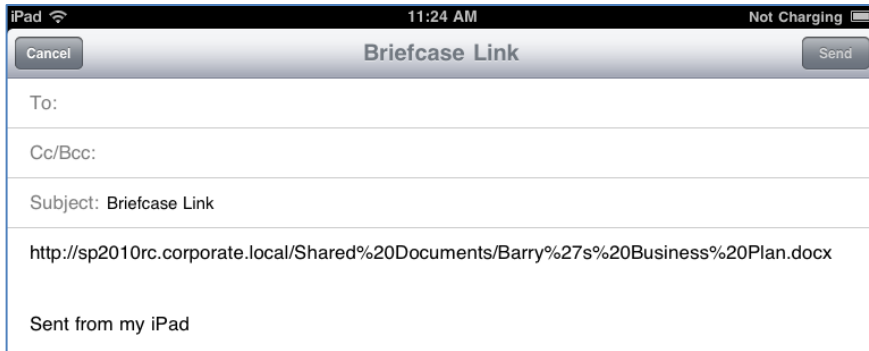 iPad 11:24 AM Not Charging
Cancel Briefcase Link Send
To:
Cc/Bcc:
Subject: Briefcase Link
http://sp2010rc.corporate.local/Shared%20Documents/Barry%27s%20Business%20Plan.docx
Sent from my iPad